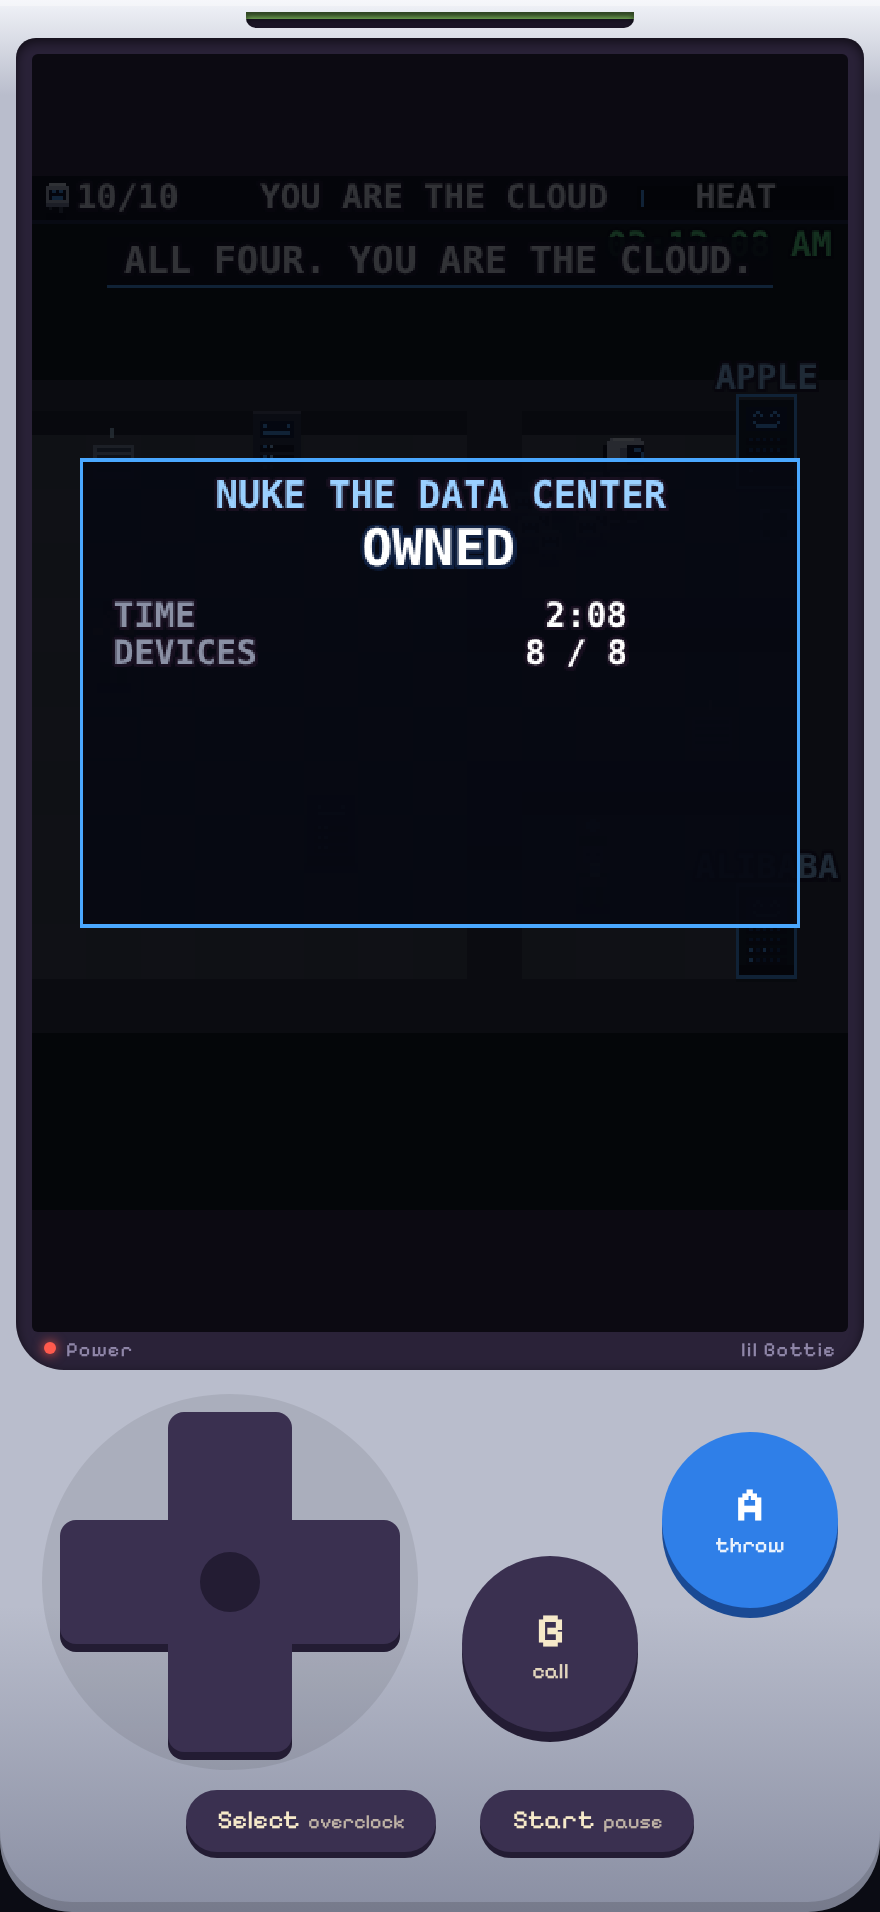 10/10 YOU ARE THE CLOUD HEAT
AM
ALL FOUR. YOU ARE THE CLOUD.
APPLE
NUKE THE DATA CENTER
OWNED
TIME 2:08
DEVICES 8 / 8
Power
lil Bottie
A
throw
B
call
Select overclock
Start pause